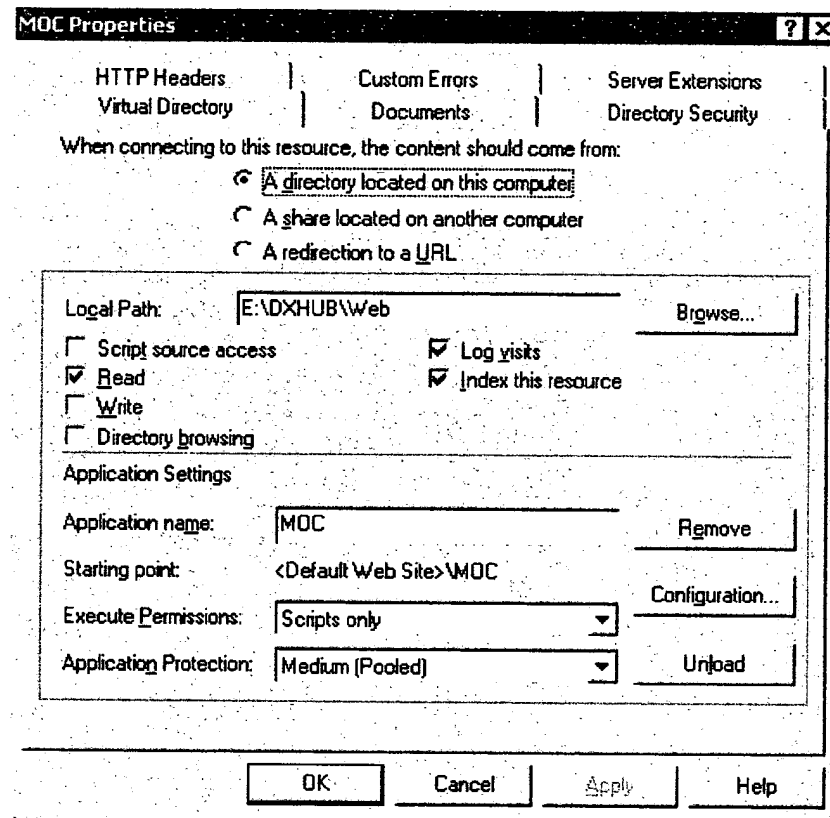 MOC Properties
HTTP Headers Custom Errors Server Extensions
Virtual Directory Documents Directory Security
When connecting to this resource, the content should come from:
A directory located on this computer
A share located on another computer
A redirection to a URL
Local Path: E:\DXHUB\Web Browse...
Script source access Log visits
Read Index this resource
Write
Directory browsing
Application Settings
Application name: MOC Remove
Starting point: <Default Web Site>\MOC
Configuration...
Execute Permissions: Scripts only
Application Protection: Medium (Pooled) Unload
OK Cancel Apply Help